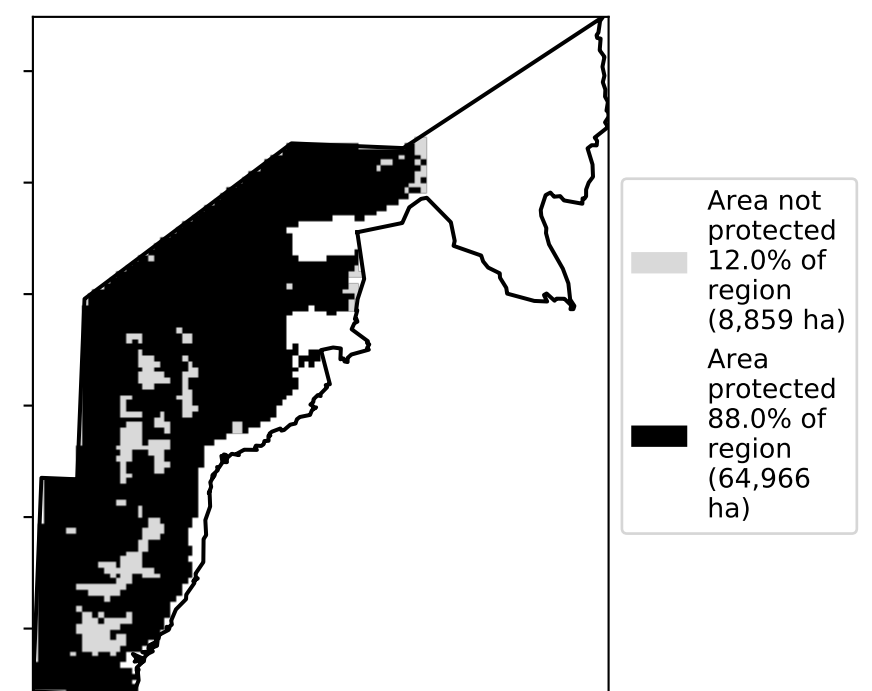 Area not
protected
12.0% of
region
(8,859 ha)
Area
protected
88.0% of
region
(64,966
ha)